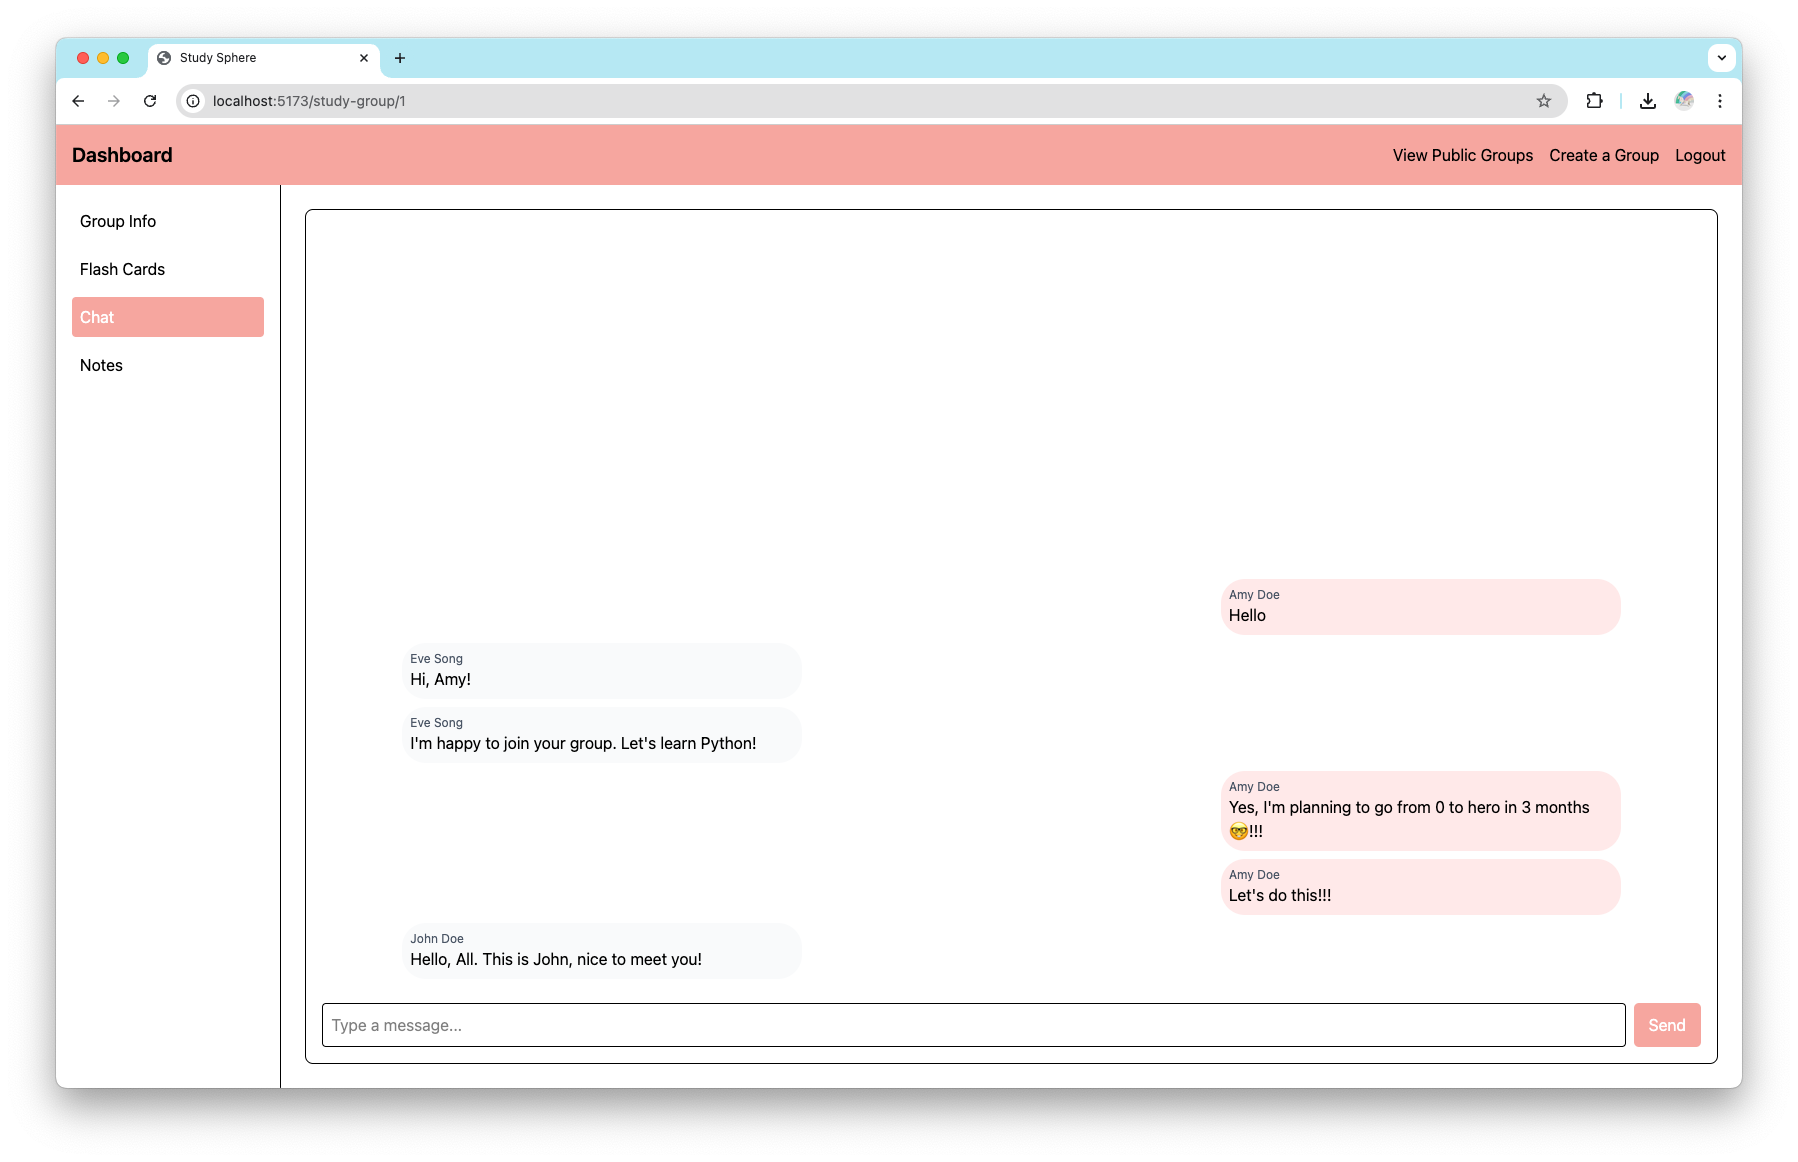 Study Sphere
localhost:5173/study-group/1
Dashboard
View Public Groups
Create a Group
Logout
Group Info
Flash Cards
Chat
Notes
Amy Doe
Hello
Eve Song
Hi, Amy!
Eve Song
I'm happy to join your group. Let's learn Python!
Amy Doe
Yes, I'm planning to go from 0 to hero in 3 months
🤓!!!
Amy Doe
Let's do this!!!
John Doe
Hello, All. This is John, nice to meet you!
Type a message...
Send